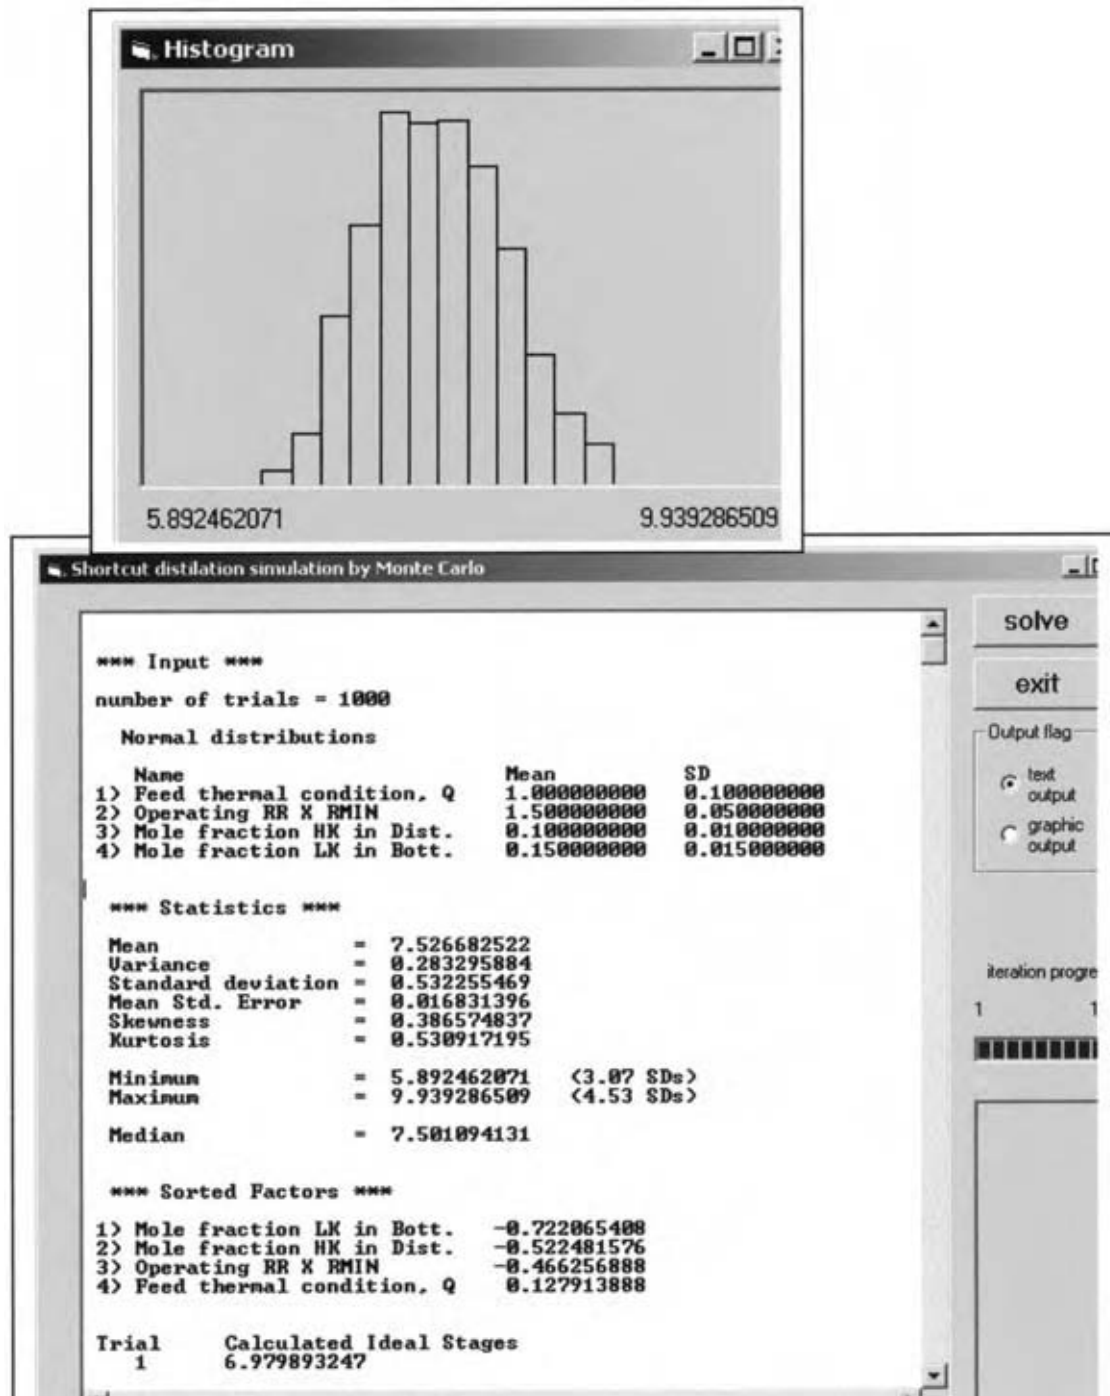 Histogram
5.892462071 9.939286509
Shortcut distilation simulation by Monte Carlo
solve
exit
Output flag
text output
graphic output
iteration progre
1 1
*** Input ***
number of trials = 1000
Normal distributions
Name Mean SD
1) Feed thermal condition, Q 1.000000000 0.100000000
2) Operating RR X RMIN 1.500000000 0.050000000
3) Mole fraction HK in Dist. 0.100000000 0.010000000
4) Mole fraction LK in Bott. 0.150000000 0.015000000
*** Statistics ***
Mean = 7.526682522
Variance = 0.283295884
Standard deviation = 0.532255469
Mean Std. Error = 0.016831396
Skewness = 0.386574837
Kurtosis = 0.530917195
Minimum = 5.892462071 (3.07 SDs)
Maximum = 9.939286509 (4.53 SDs)
Median = 7.501094131
*** Sorted Factors ***
1) Mole fraction LK in Bott. -0.722065408
2) Mole fraction HK in Dist. -0.522481576
3) Operating RR X RMIN -0.466256888
4) Feed thermal condition, Q 0.127913888
Trial Calculated Ideal Stages
1 6.979893247